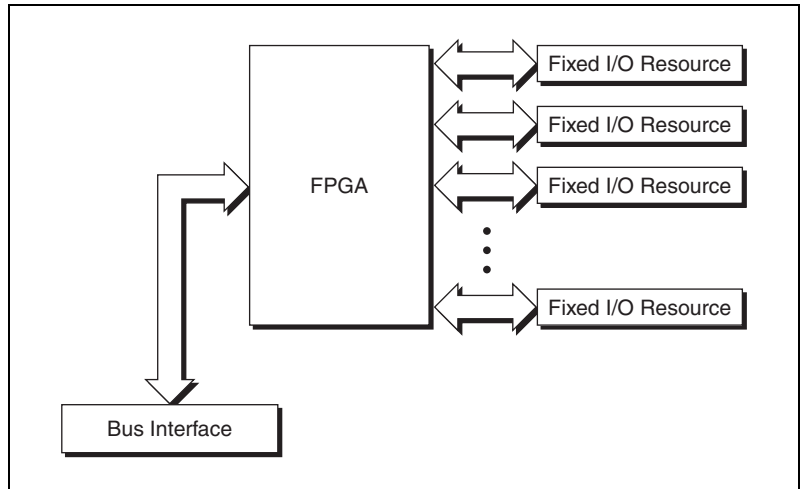 Fixed I/O Resource
Fixed I/O Resource
FPGA
Fixed I/O Resource
Fixed I/O Resource
Bus Interface